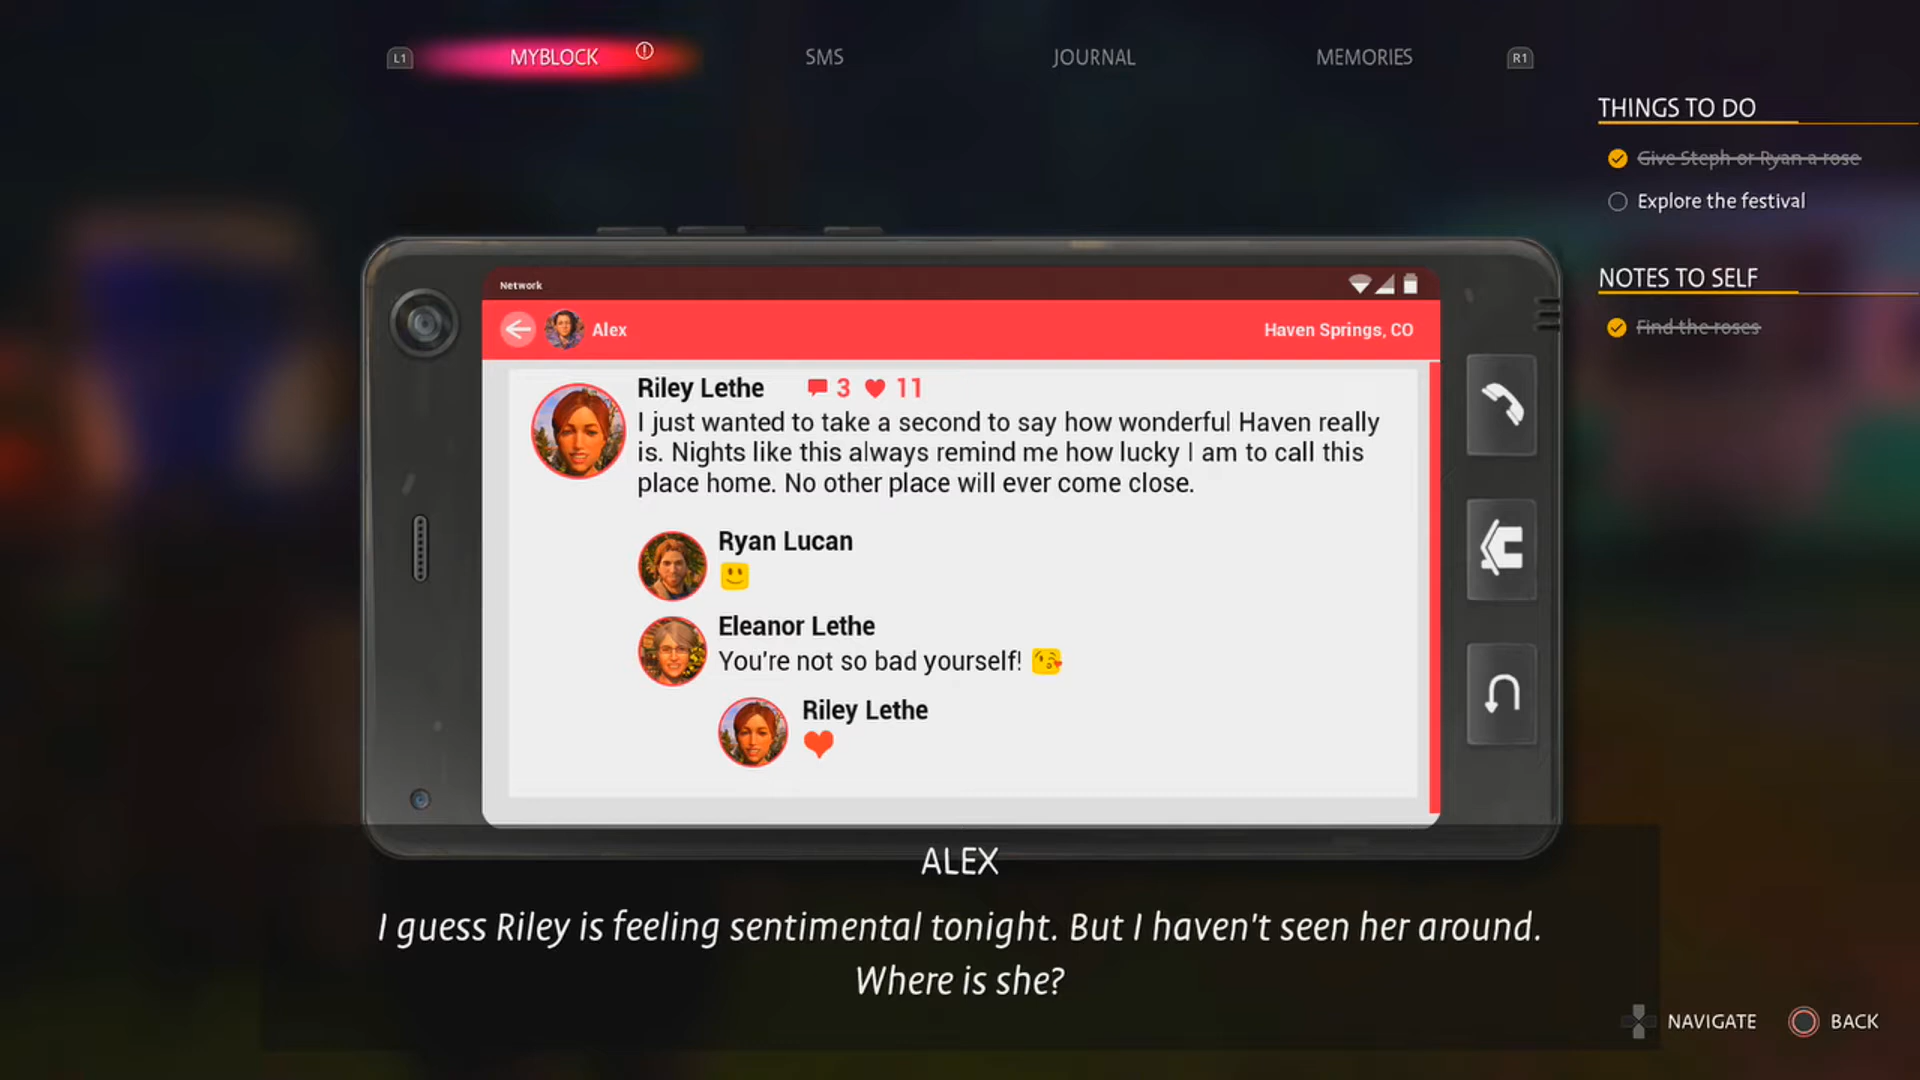 L1
MYBLOCK
SMS
JOURNAL
MEMORIES
R1
THINGS TO DO
Give Steph or Ryan a rose
Explore the festival
NOTES TO SELF
Find the roses
Network
Alex
Haven Springs, CO
Riley Lethe 3 11
I just wanted to take a second to say how wonderful Haven really
is. Nights like this always remind me how lucky I am to call this
place home. No other place will ever come close.
Ryan Lucan
Eleanor Lethe
You're not so bad yourself!
Riley Lethe
ALEX
I guess Riley is feeling sentimental tonight. But I haven't seen her around.
Where is she?
NAVIGATE
BACK